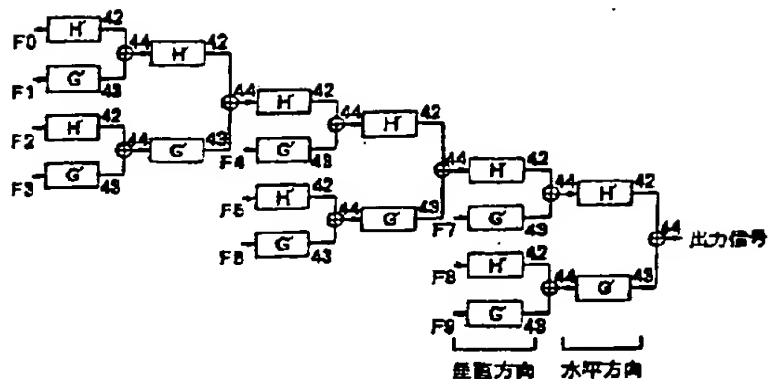 F0 H' 42 44 H' 42
F1 G' 43
F2 H' 42 44 G' 43
F3 G' 43
44 H' 42 44 H' 42
F4 G' 43
F5 H' 42 44 G' 43
F6 G' 43
44 H' 42 44 H' 42
F7 G' 43
F8 H' 42 44 G' 43
F9 G' 43
44 出力信号
垂直方向 水平方向